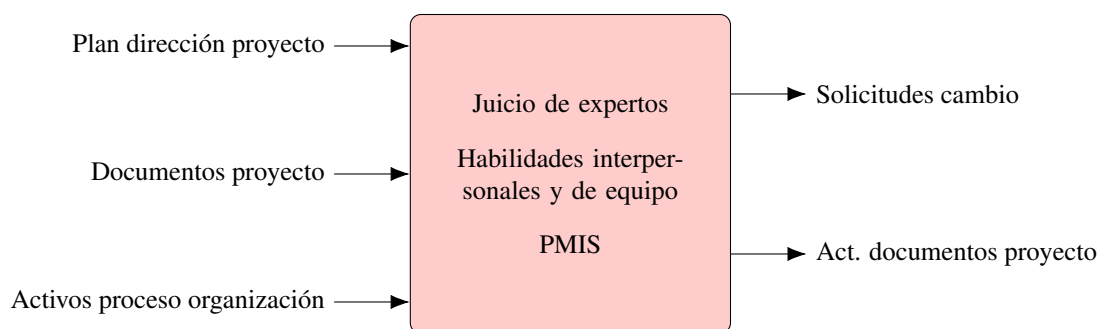 Plan dirección proyecto
Documentos proyecto
Activos proceso organización
Juicio de expertos
Habilidades interper-
sonales y de equipo
PMIS
Solicitudes cambio
Act. documentos proyecto